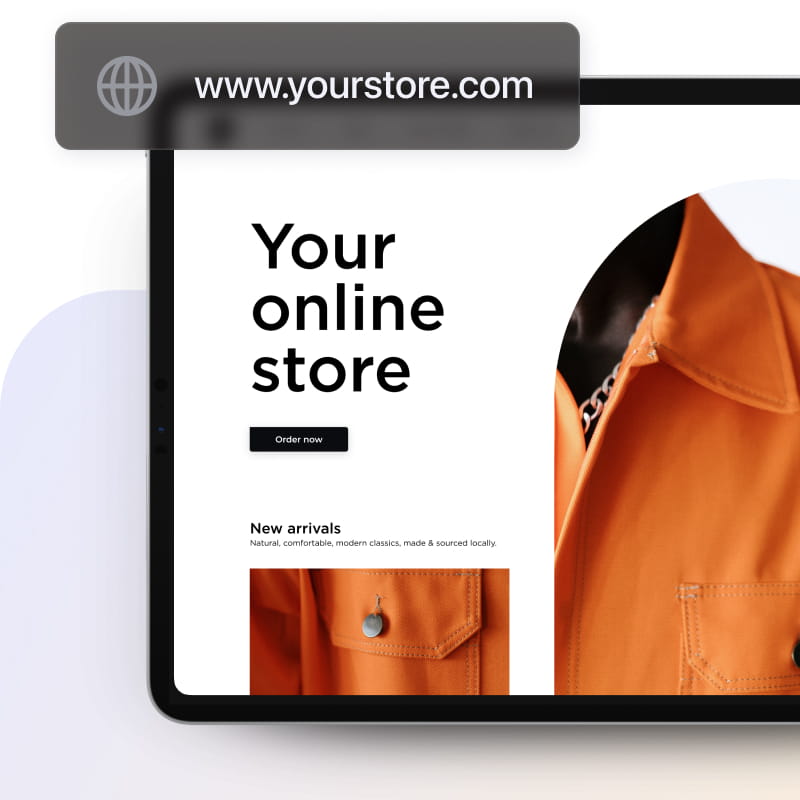 www.yourstore.com
Your
online
store
Order now
New arrivals
Natural, comfortable, modern classics, made & sourced locally.